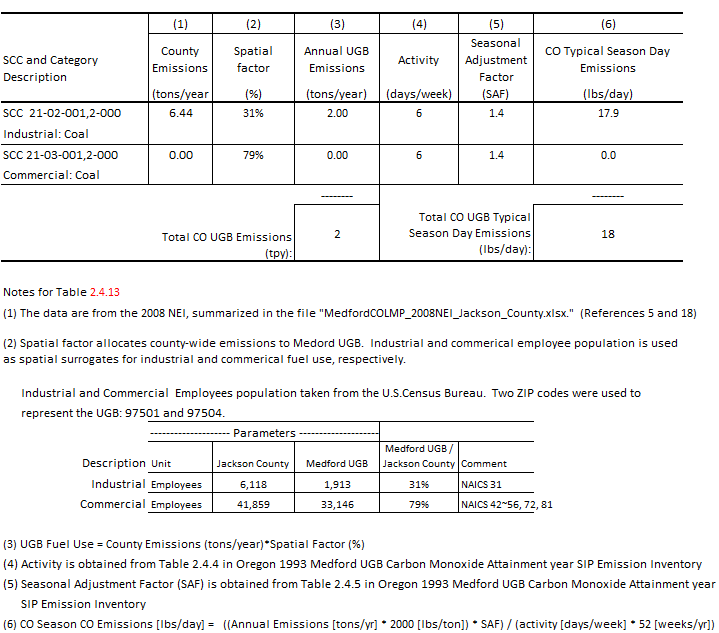 (1) (2) (3) (4) (5) (6)
SCC and Category Description County Emissions Spatial factor Annual UGB Emissions Activity Seasonal Adjustment Factor CO Typical Season Day Emissions
(tons/year (%) (tons/year) (days/week) (SAF) (lbs/day)
SCC 21-02-001,2-000 6.44 31% 2.00 6 1.4 17.9
Industrial: Coal
SCC 21-03-001,2-000 0.00 79% 0.00 6 1.4 0.0
Commercial: Coal
-------- --------
Total CO UGB Emissions (tpy): 2 Total CO UGB Typical Season Day Emissions (lbs/day): 18
Notes for Table 2.4.13
(1) The data are from the 2008 NEI, summarized in the file "MedfordCOLMP_2008NEI_Jackson_County.xlsx." (References 5 and 18)
(2) Spatial factor allocates county-wide emissions to Medord UGB. Industrial and commerical employee population is used
as spatial surrogates for industrial and commerical fuel use, respectively.
Industrial and Commercial Employees population taken from the U.S.Census Bureau. Two ZIP codes were used to
represent the UGB: 97501 and 97504.
-------------------- Parameters --------------------
Medford UGB /
Description Unit Jackson County Medford UGB Jackson County Comment
Industrial Employees 6,118 1,913 31% NAICS 31
Commercial Employees 41,859 33,146 79% NAICS 42~56, 72, 81
(3) UGB Fuel Use = County Emissions (tons/year)*Spatial Factor (%)
(4) Activity is obtained from Table 2.4.4 in Oregon 1993 Medford UGB Carbon Monoxide Attainment year SIP Emission Inventory
(5) Seasonal Adjustment Factor (SAF) is obtained from Table 2.4.5 in Oregon 1993 Medford UGB Carbon Monoxide Attainment year
SIP Emission Inventory
(6) CO Season CO Emissions [lbs/day] = ((Annual Emissions [tons/yr] * 2000 [lbs/ton]) * SAF) / (activity [days/week] * 52 [weeks/yr])